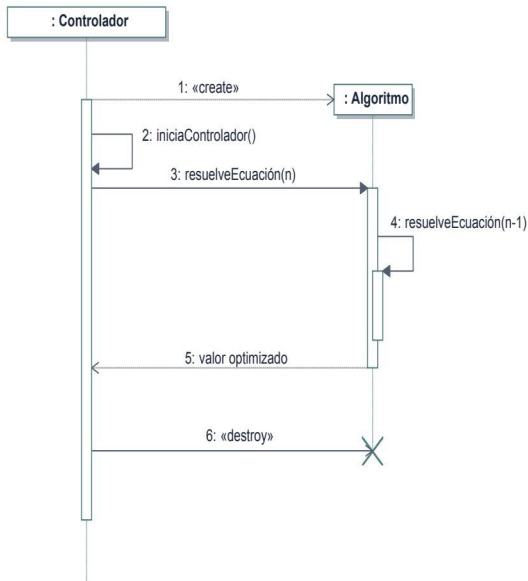 : Controlador
1: «create»
: Algoritmo
2: iniciaControlador()
3: resuelveEcuación(n)
4: resuelveEcuación(n-1)
5: valor optimizado
6: «destroy»